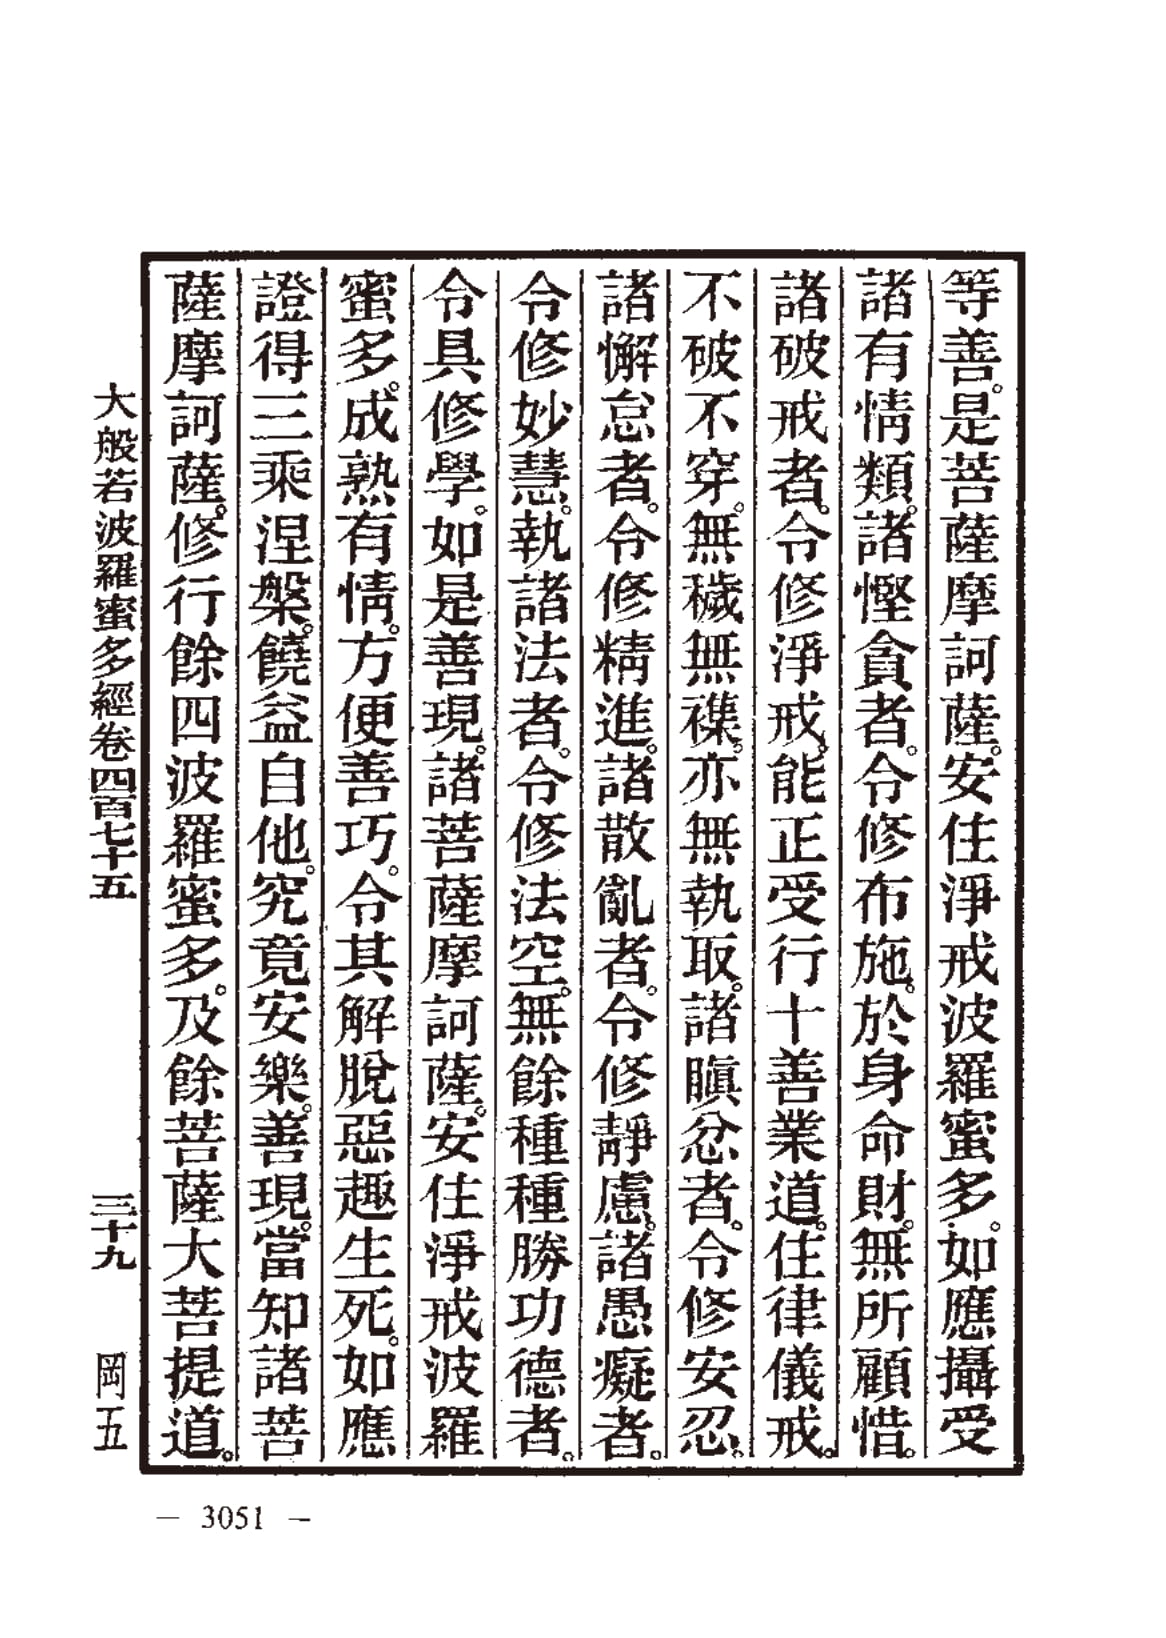 等善。是菩薩摩訶薩。安住淨戒波羅蜜多。如應攝受
諸有情類。諸慳貪者。令修布施。於身命財。無所顧惜。
諸破戒者。令修淨戒。能正受行十善業道。住律儀戒。
不破不穿。無穢無襍。亦無執取。諸瞋忿者。令修安忍。
諸懈怠者。令修精進。諸散亂者。令修靜慮。諸愚癡者。
令修妙慧。執諸法者。令修法空。無餘種種勝功德者。
令具修學。如是善現。諸菩薩摩訶薩。安住淨戒波羅
蜜多。成熟有情。方便善巧。令其解脫惡趣生死。如應
證得三乘涅槃。饒益自他。究竟安樂。善現。當知諸菩
薩摩訶薩。修行餘四波羅蜜多。及餘菩薩大菩提道。
大般若波羅蜜多經卷四百七十五 三十九 岡五
— 3051 —